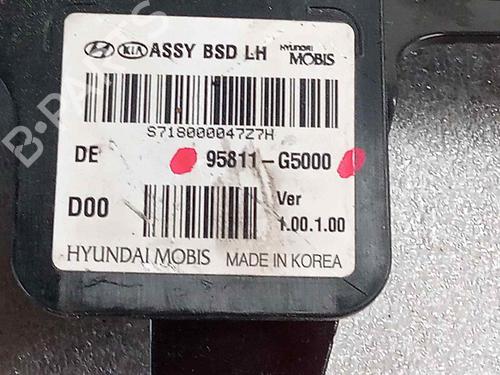 KIA ASSY BSD LH HYUNDAI MOBIS
S718000047Z7H
DE 95811-G5000
D00 Ver
1.00.1.00
HYUNDAI MOBIS MADE IN KOREA
B-PARTS